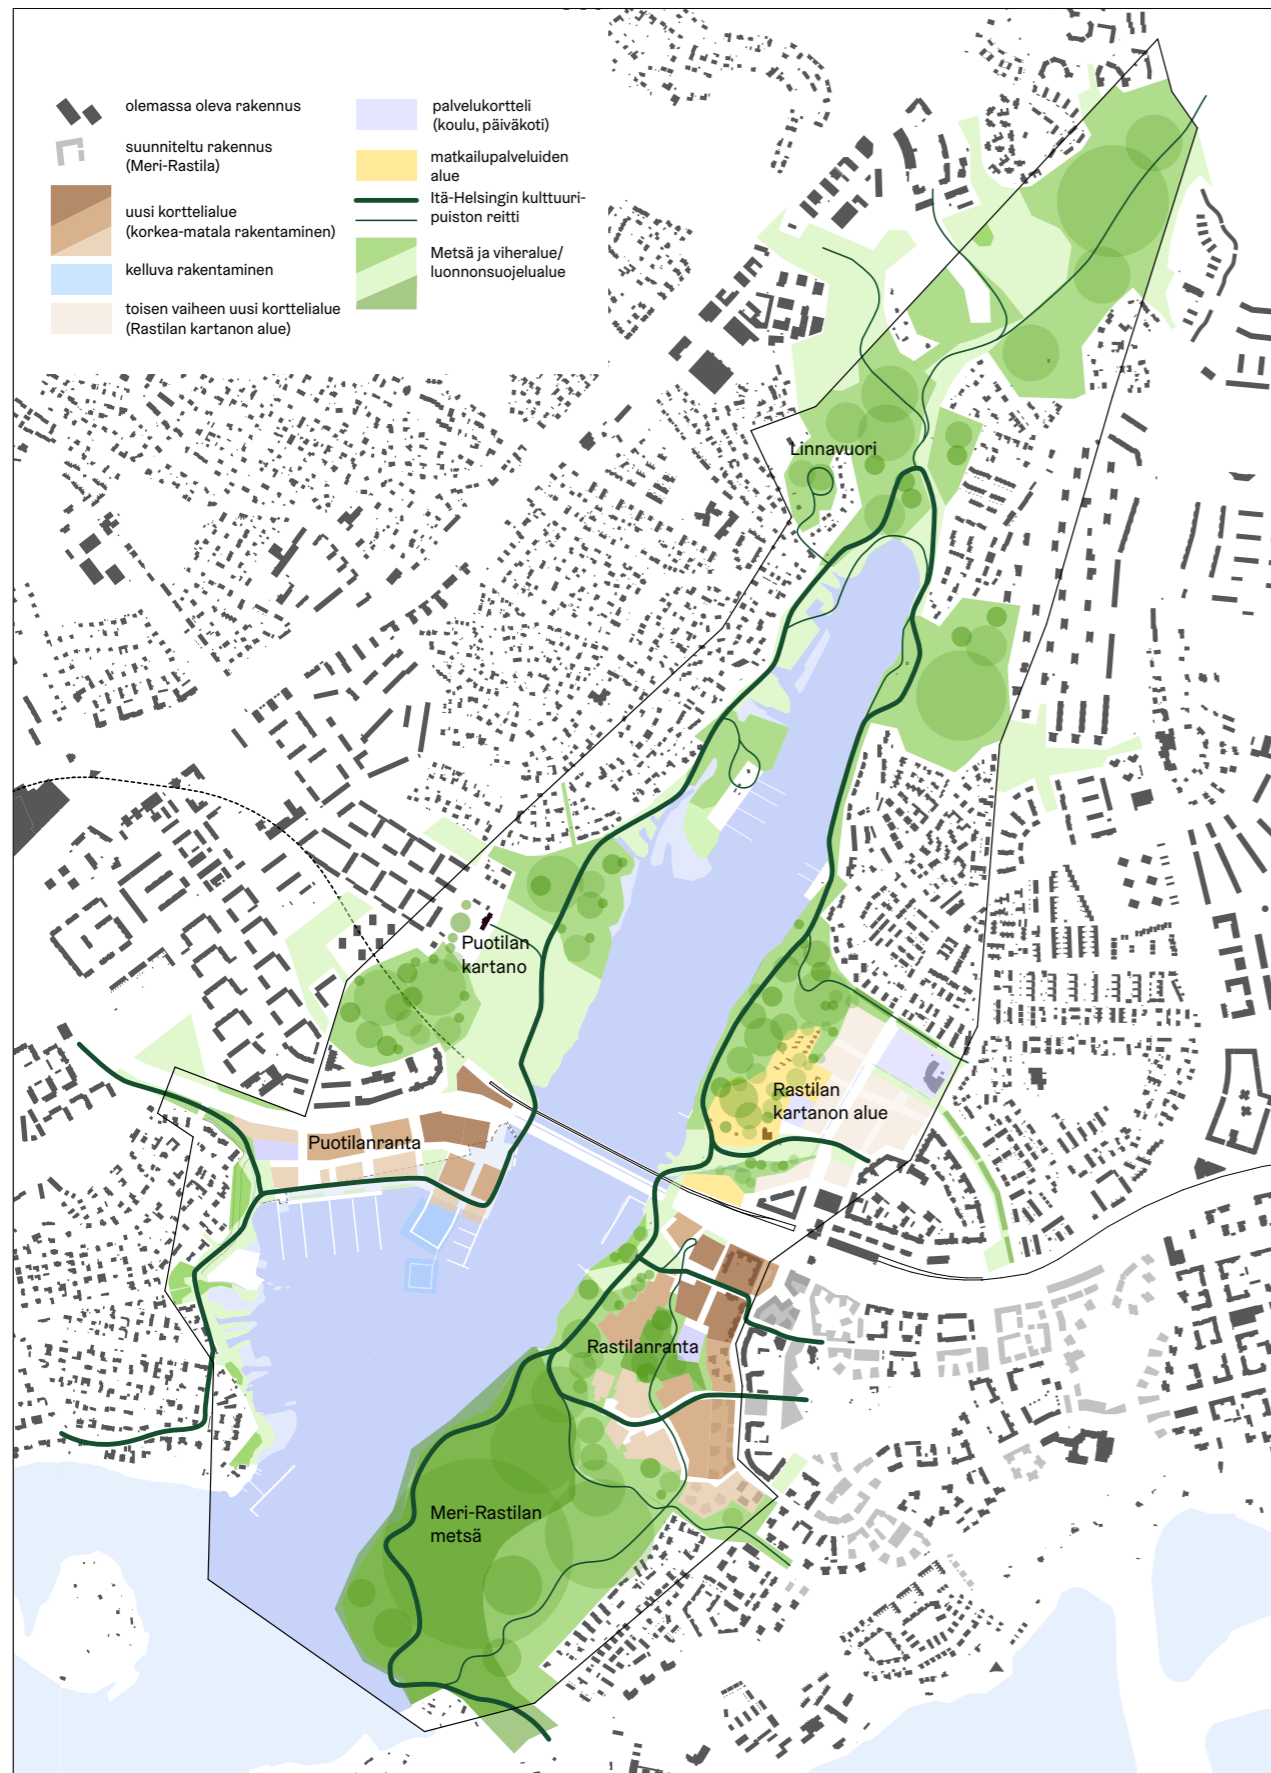 olemassa oleva rakennus
suunniteltu rakennus
(Meri-Rastila)
uusi korttelialue
(korkea-matala rakentaminen)
kelluva rakentaminen
toisen vaiheen uusi korttelialue
(Rastilan kartanon alue)
palvelukortteli
(koulu, päiväkoti)
matkailupalveluiden
alue
Itä-Helsingin kulttuuri-
puiston reitti
Metsä ja viheralue/
luonnonsuojelualue
Linnavuori
Puotilan
kartano
Rastilan
kartanon alue
Puotilanranta
Rastilanranta
Meri-Rastilan
metsä